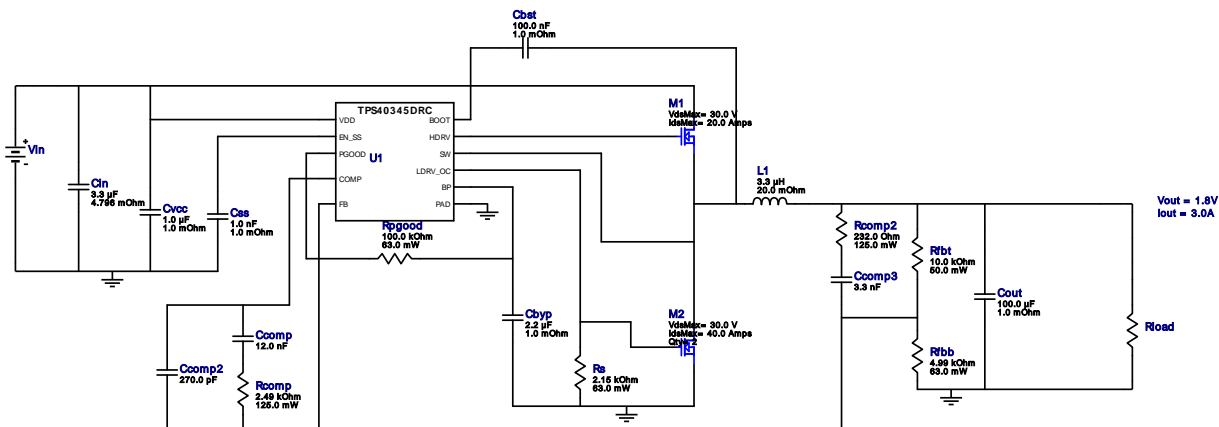 Cbst
100.0 nF
1.0 mOhm
TPS40345DRC
VDD
EN_SS
PGOOD
COMP
FB
U1
BOOT
HDRV
SW
LDRV_OC
BP
PAD
M1
VdsMax= 30.0 V
IdsMax= 20.0 Amps
+
Vin
-
Cin
3.3 µF
4.796 mOhm
Cvcc
1.0 µF
1.0 mOhm
Css
1.0 nF
1.0 mOhm
Rpgood
100.0 kOhm
63.0 mW
L1
3.3 µH
20.0 mOhm
Vout = 1.8V
Iout = 3.0A
Rcomp2
232.0 Ohm
125.0 mW
Ccomp3
3.3 nF
Rfbt
10.0 kOhm
50.0 mW
Cout
100.0 µF
1.0 mOhm
Rload
Cbyp
2.2 µF
1.0 mOhm
M2
VdsMax= 30.0 V
IdsMax= 40.0 Amps
Qty= 2
Ccomp
12.0 nF
Ccomp2
270.0 pF
Rcomp
2.49 kOhm
125.0 mW
Rs
2.15 kOhm
63.0 mW
Rfbb
4.99 kOhm
63.0 mW